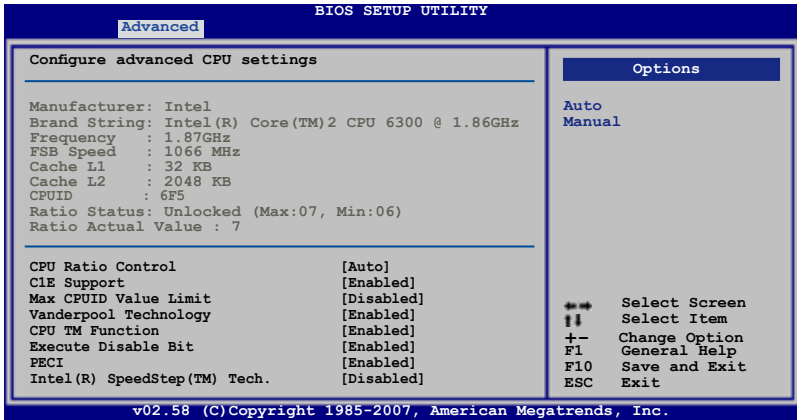 BIOS SETUP UTILITY
Advanced
Configure advanced CPU settings
Manufacturer: Intel
Brand String: Intel(R) Core(TM)2 CPU 6300 @ 1.86GHz
Frequency : 1.87GHz
FSB Speed : 1066 MHz
Cache L1 : 32 KB
Cache L2 : 2048 KB
CPUID : 6F5
Ratio Status: Unlocked (Max:07, Min:06)
Ratio Actual Value : 7
CPU Ratio Control [Auto]
C1E Support [Enabled]
Max CPUID Value Limit [Disabled]
Vanderpool Technology [Enabled]
CPU TM Function [Enabled]
Execute Disable Bit [Enabled]
PECI [Enabled]
Intel(R) SpeedStep(TM) Tech. [Disabled]
Options
Auto
Manual
Select Screen
Select Item
+- Change Option
F1 General Help
F10 Save and Exit
ESC Exit
v02.58 (C)Copyright 1985-2007, American Megatrends, Inc.